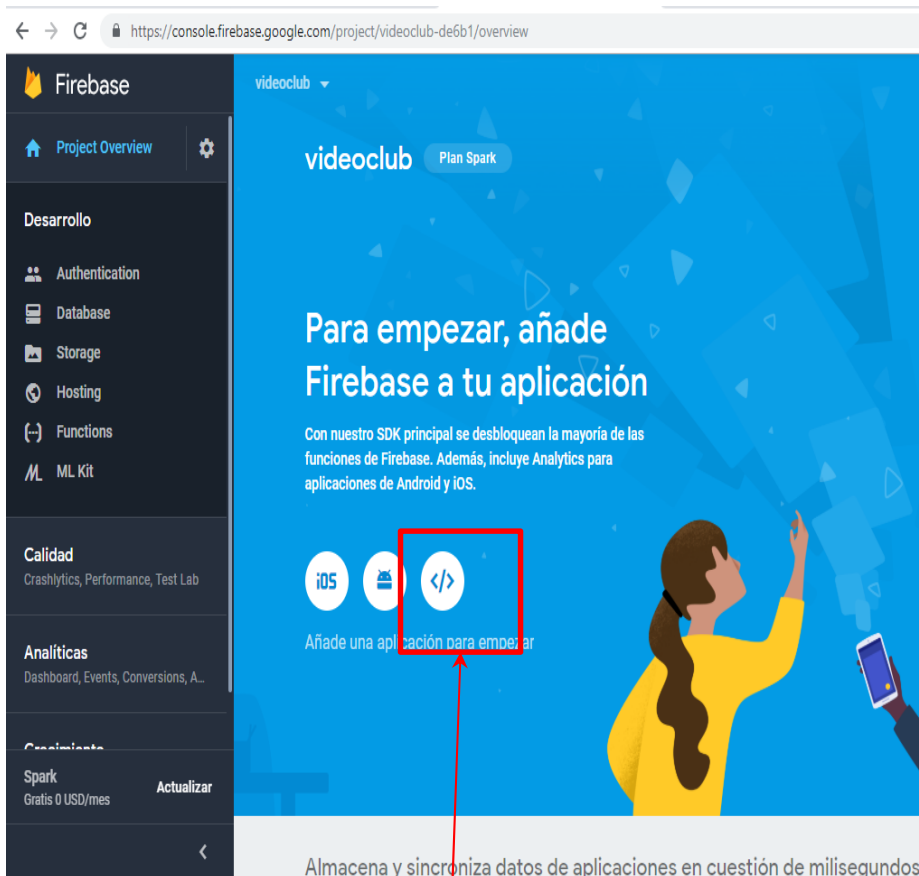 https://console.firebase.google.com/project/videoclub-de6b1/overview
Firebase
Project Overview
Desarrollo
Authentication
Database
Storage
Hosting
Functions
ML Kit
Calidad
Crashlytics, Performance, Test Lab
Analíticas
Dashboard, Events, Conversions, A...
Crecimiento
Spark
Gratis 0 USD/mes
Actualizar
videoclub
videoclub Plan Spark
Para empezar, añade
Firebase a tu aplicación
Con nuestro SDK principal se desbloquean la mayoría de las
funciones de Firebase. Además, incluye Analytics para
aplicaciones de Android y iOS.
iOS </>
Añade una aplicación para empezar
Almacena y sincroniza datos de aplicaciones en cuestión de milisegundos